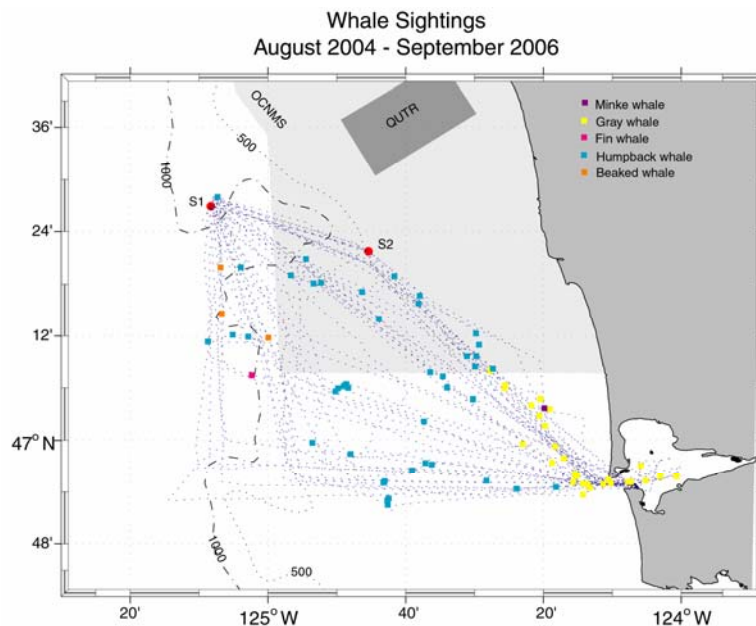 Whale Sightings
August 2004 - September 2006
OCNMS
QUTR
500
1000
Minke whale
Gray whale
Fin whale
Humpback whale
Beaked whale
36'
S1
24'
S2
12'
47° N
48'
1000
500
20'
125° W
40'
20'
124° W